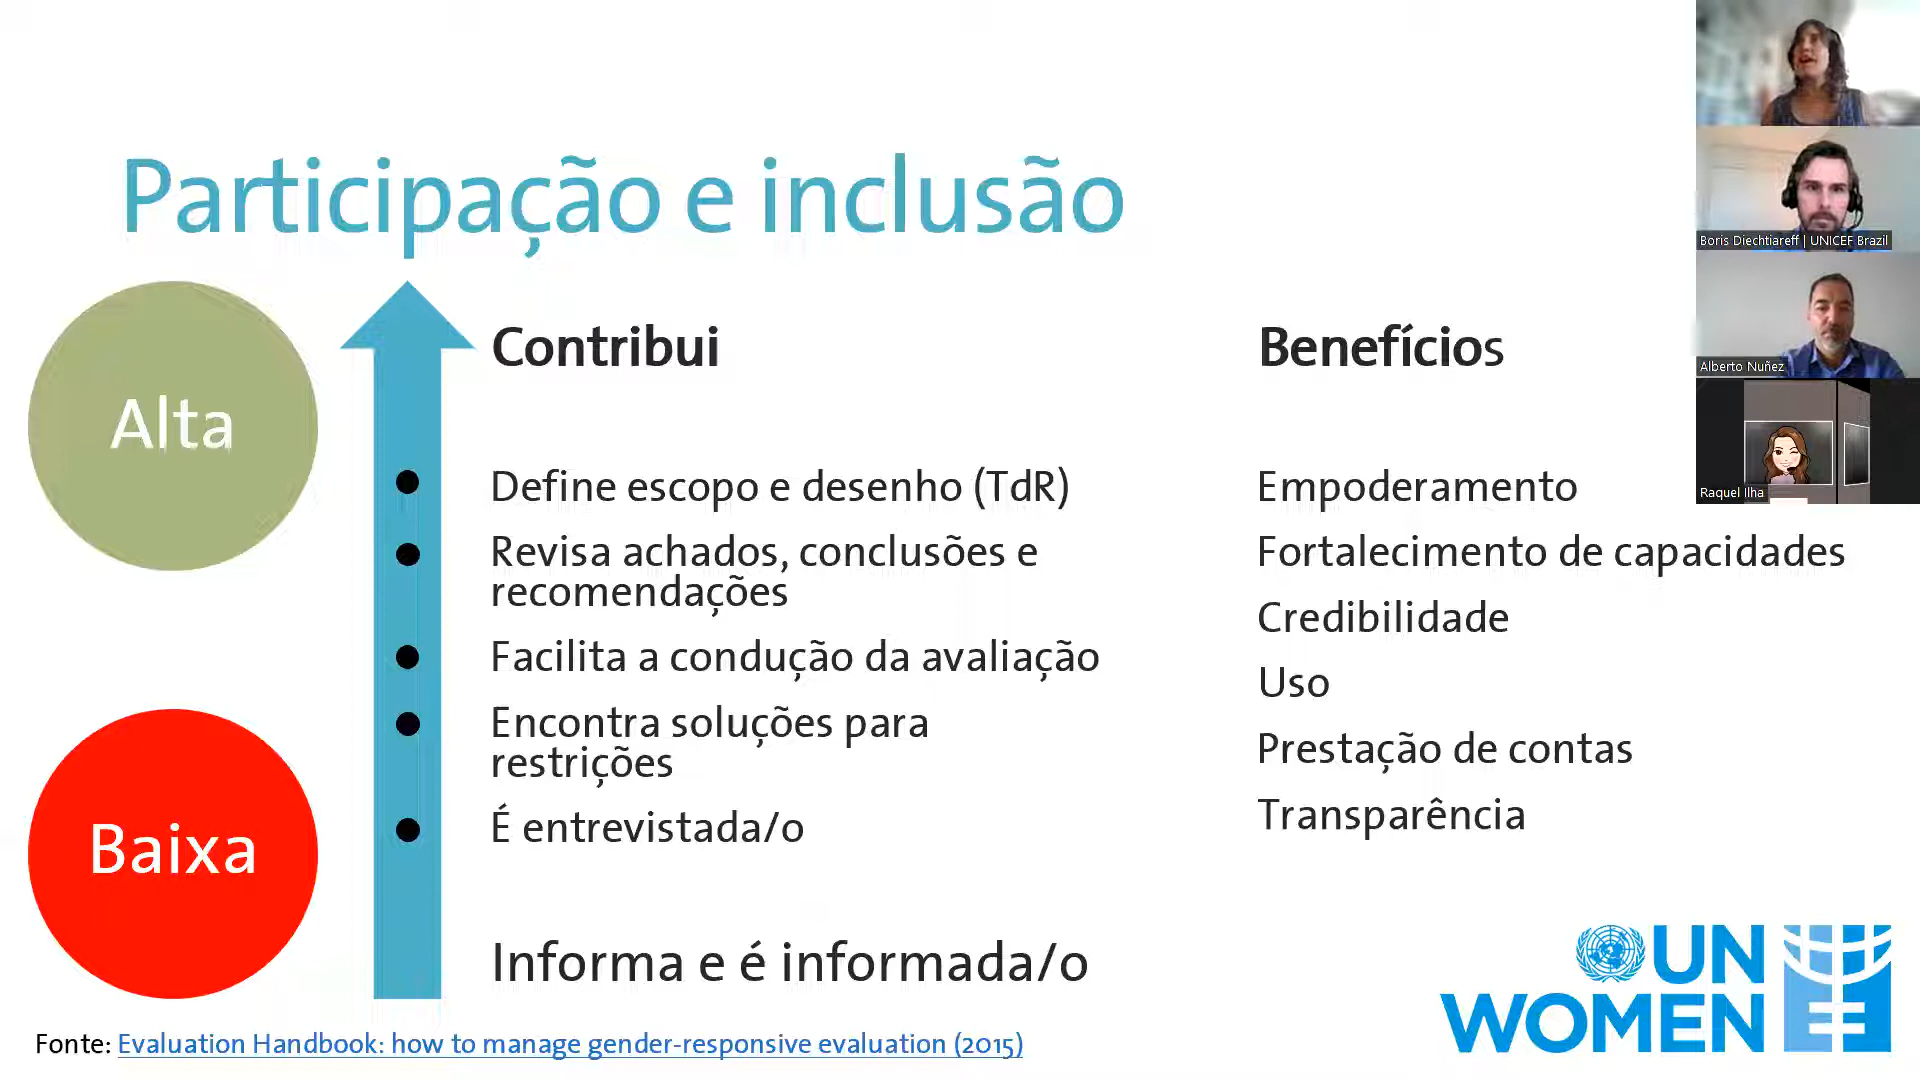 Participação e inclusão
Alta
Baixa
Contribui
Define escopo e desenho (TdR)
Revisa achados, conclusões e
recomendações
Facilita a condução da avaliação
Encontra soluções para
restrições
É entrevistada/o
Informa e é informada/o
Benefícios
Empoderamento
Fortalecimento de capacidades
Credibilidade
Uso
Prestação de contas
Transparência
Fonte: Evaluation Handbook: how to manage gender-responsive evaluation (2015)
UN
WOMEN
Boris Diechtiareff | UNICEF Brazil
Alberto Nuñez
Raquel Ilha